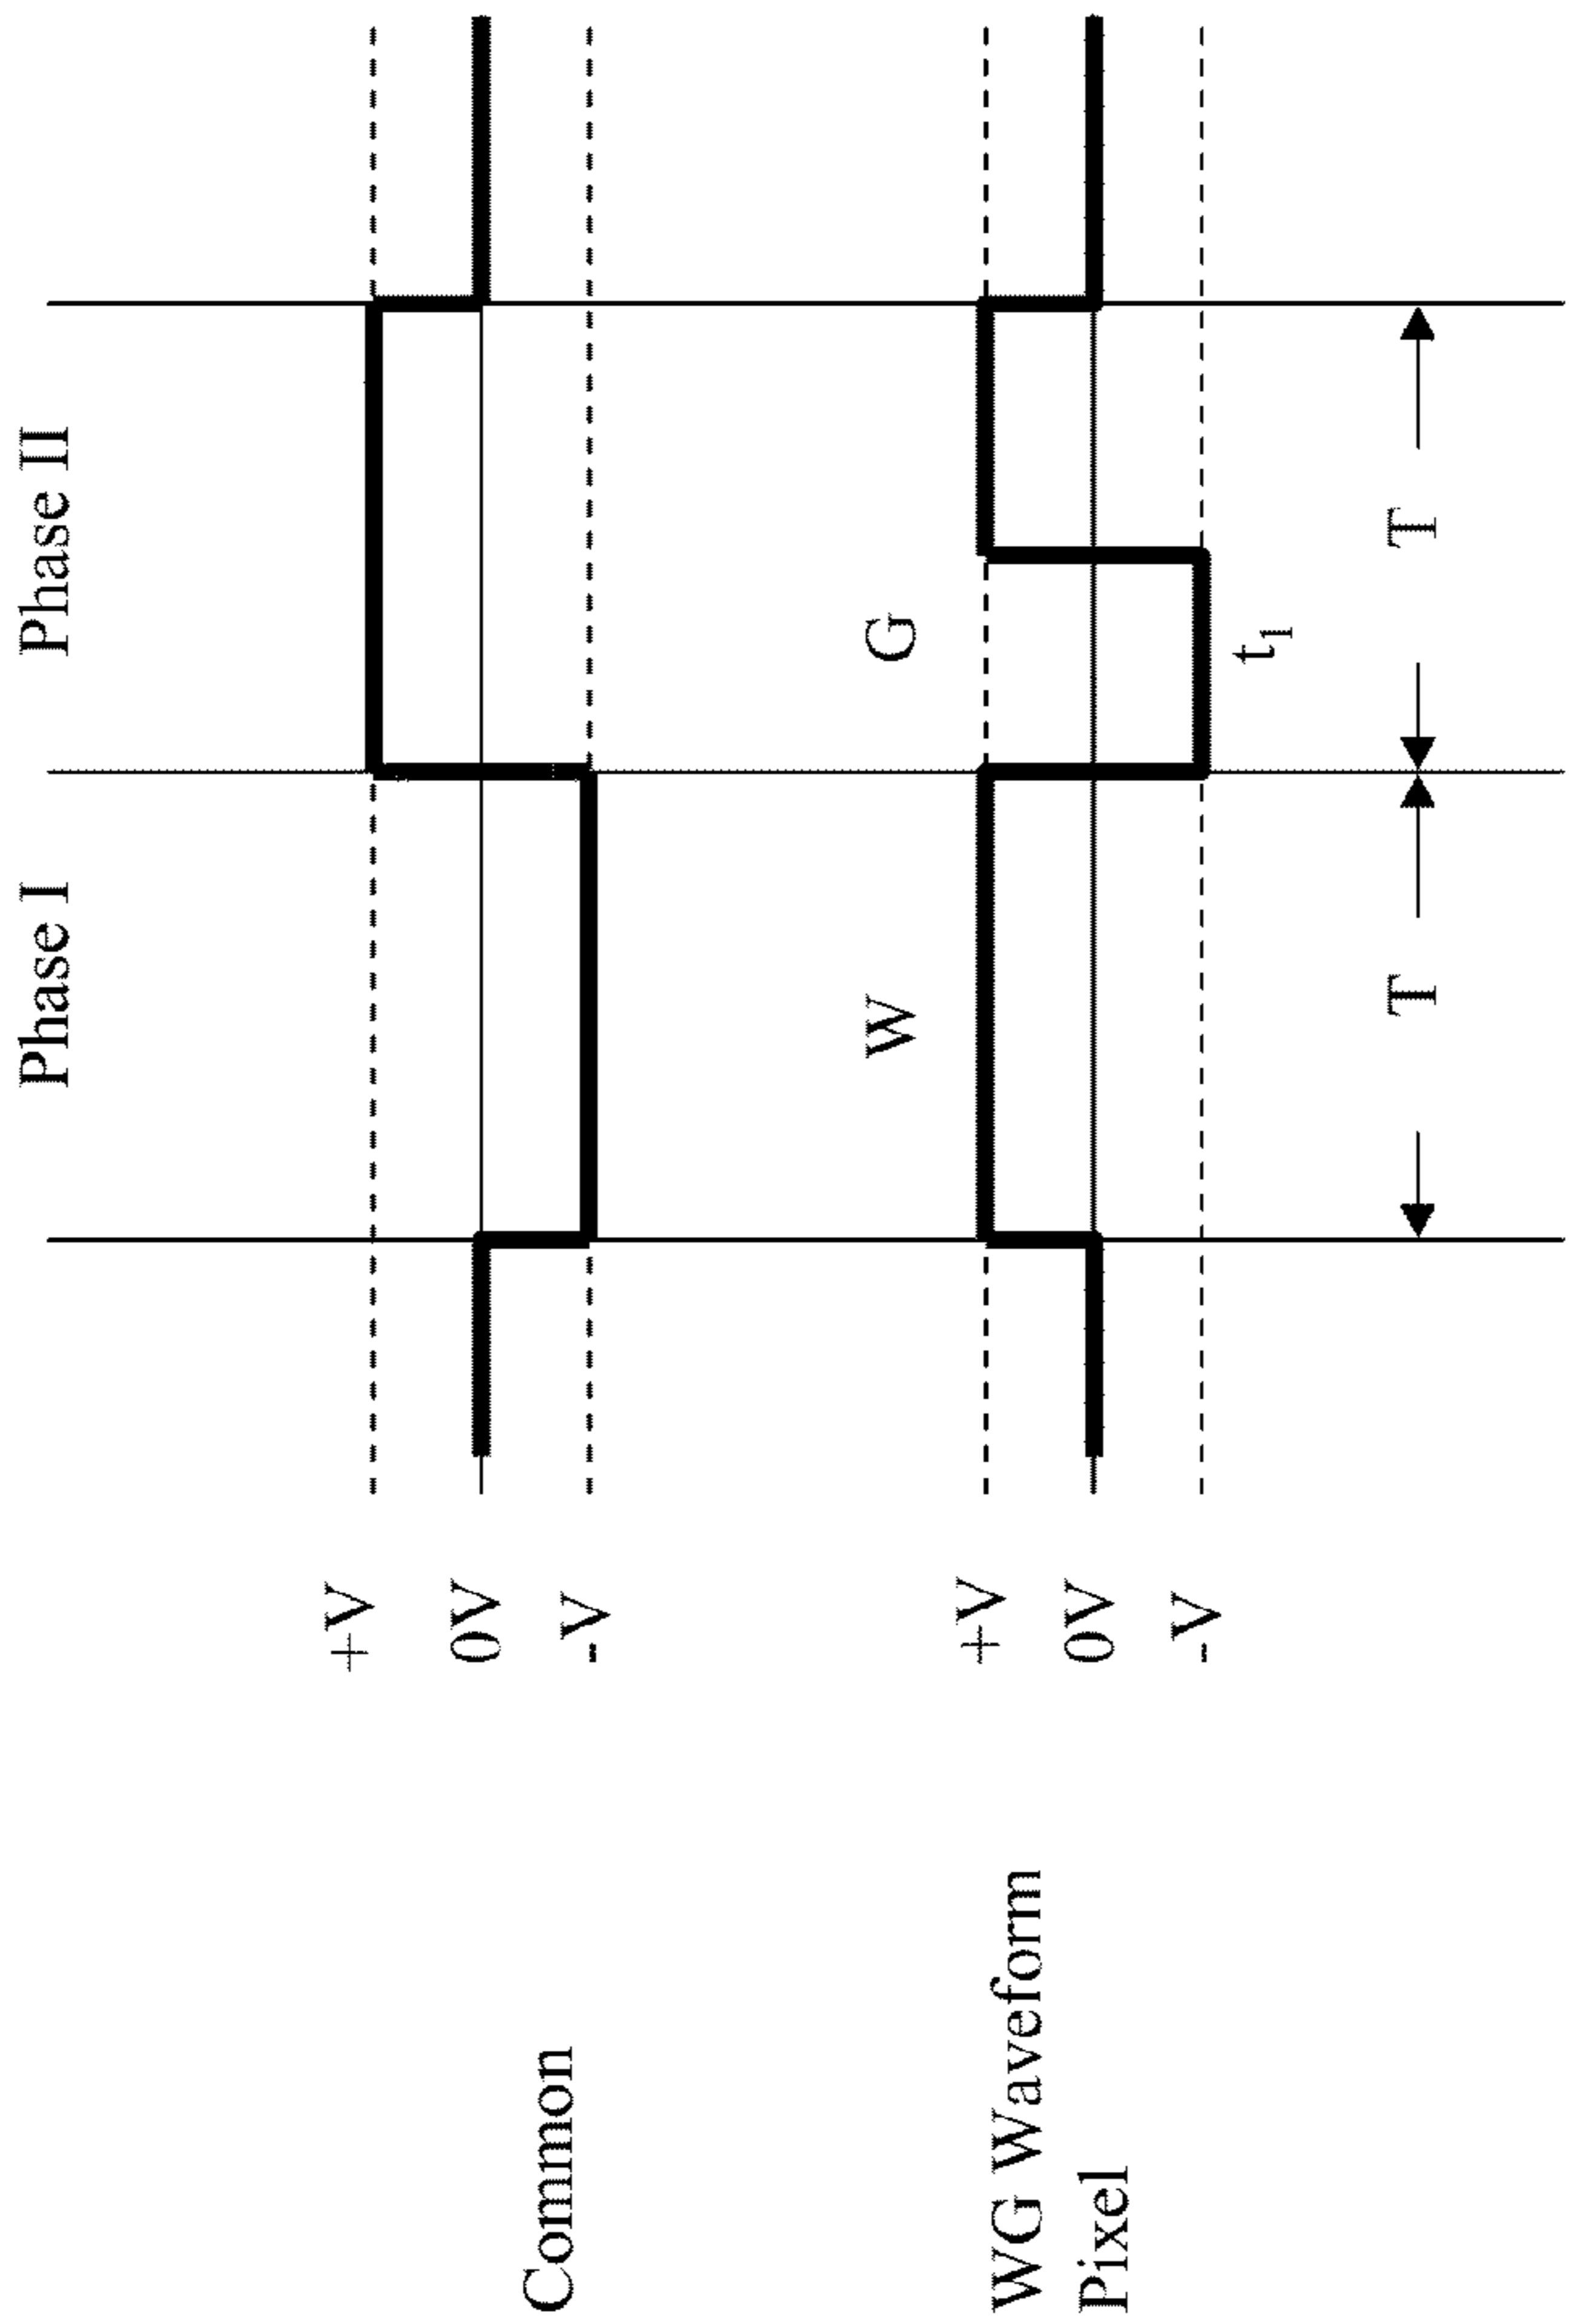 Phase I
Phase II
+V
0V
-V
Common
W
G
+V
0V
-V
WG Waveform
Pixel
t1
T
T